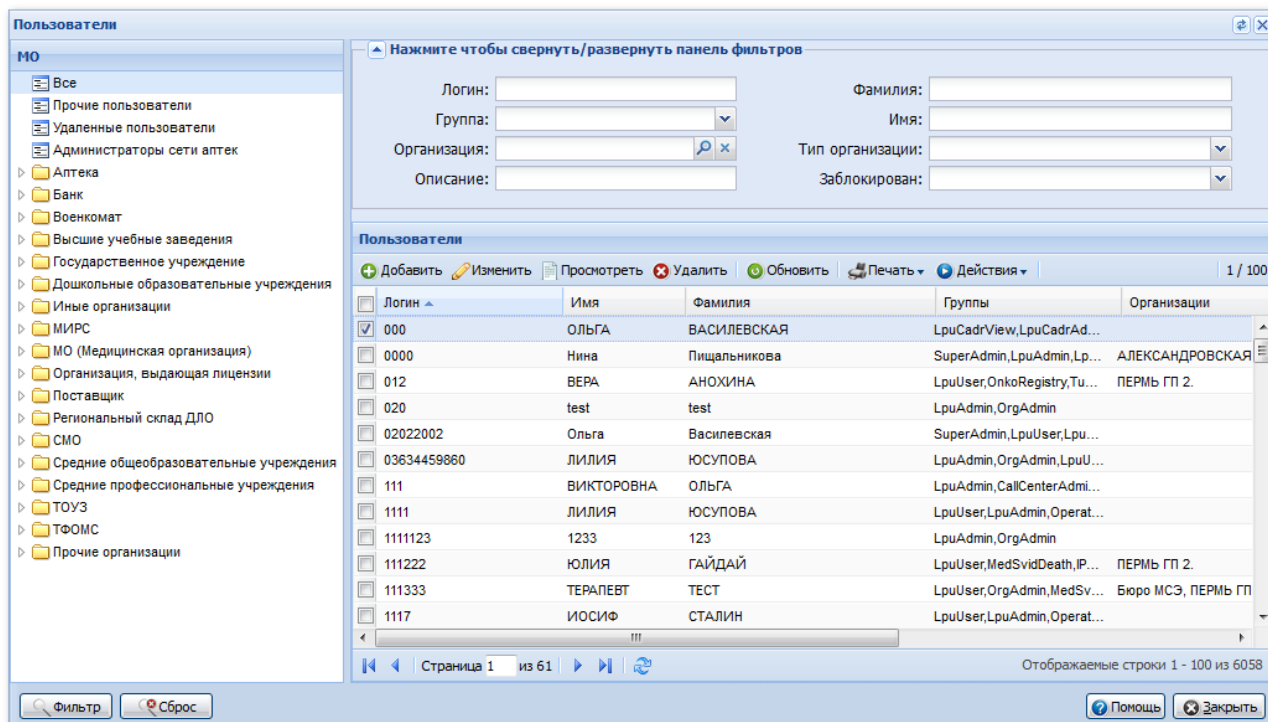 Пользователи
МО
Все
Прочие пользователи
Удаленные пользователи
Администраторы сети аптек
Аптека
Банк
Военкомат
Высшие учебные заведения
Государственное учреждение
Дошкольные образовательные учреждения
Иные организации
МИРС
МО (Медицинская организация)
Организация, выдающая лицензии
Поставщик
Региональный склад ДЛО
СМО
Средние общеобразовательные учреждения
Средние профессиональные учреждения
ТОУЗ
ТФОМС
Прочие организации
Нажмите чтобы свернуть/развернуть панель фильтров
Логин: Фамилия:
Группа: Имя:
Организация: Тип организации:
Описание: Заблокирован:
Пользователи
Добавить Изменить Просмотреть Удалить Обновить Печать Действия 1 / 100
Логин Имя Фамилия Группы Организации
000 ОЛЬГА ВАСИЛЕВСКАЯ LpuCadrView,LpuCadrAd...
0000 Нина Пищальникова SuperAdmin,LpuAdmin,Lp... АЛЕКСАНДРОВСКАЯ
012 ВЕРА АНОХИНА LpuUser,OnkoRegistry,Tu... ПЕРМЬ ГП 2.
020 test test LpuAdmin,OrgAdmin
02022002 Ольга Василевская SuperAdmin,LpuUser,Lpu...
03634459860 ЛИЛИЯ ЮСУПОВА LpuAdmin,OrgAdmin,LpuU...
111 ВИКТОРОВНА ОЛЬГА LpuAdmin,CallCenterAdmi...
1111 ЛИЛИЯ ЮСУПОВА LpuUser,LpuAdmin,Operat...
1111123 1233 123 LpuAdmin,OrgAdmin
111222 ЮЛИЯ ГАЙДАЙ LpuUser,MedSvidDeath,IP... ПЕРМЬ ГП 2.
111333 ТЕРАПЕВТ ТЕСТ LpuUser,OrgAdmin,MedSv... Бюро МСЭ, ПЕРМЬ ГП
1117 ИОСИФ СТАЛИН LpuUser,LpuAdmin,Operat...
Страница 1 из 61 Отображаемые строки 1 - 100 из 6058
Фильтр Сброс Помощь Закрыть